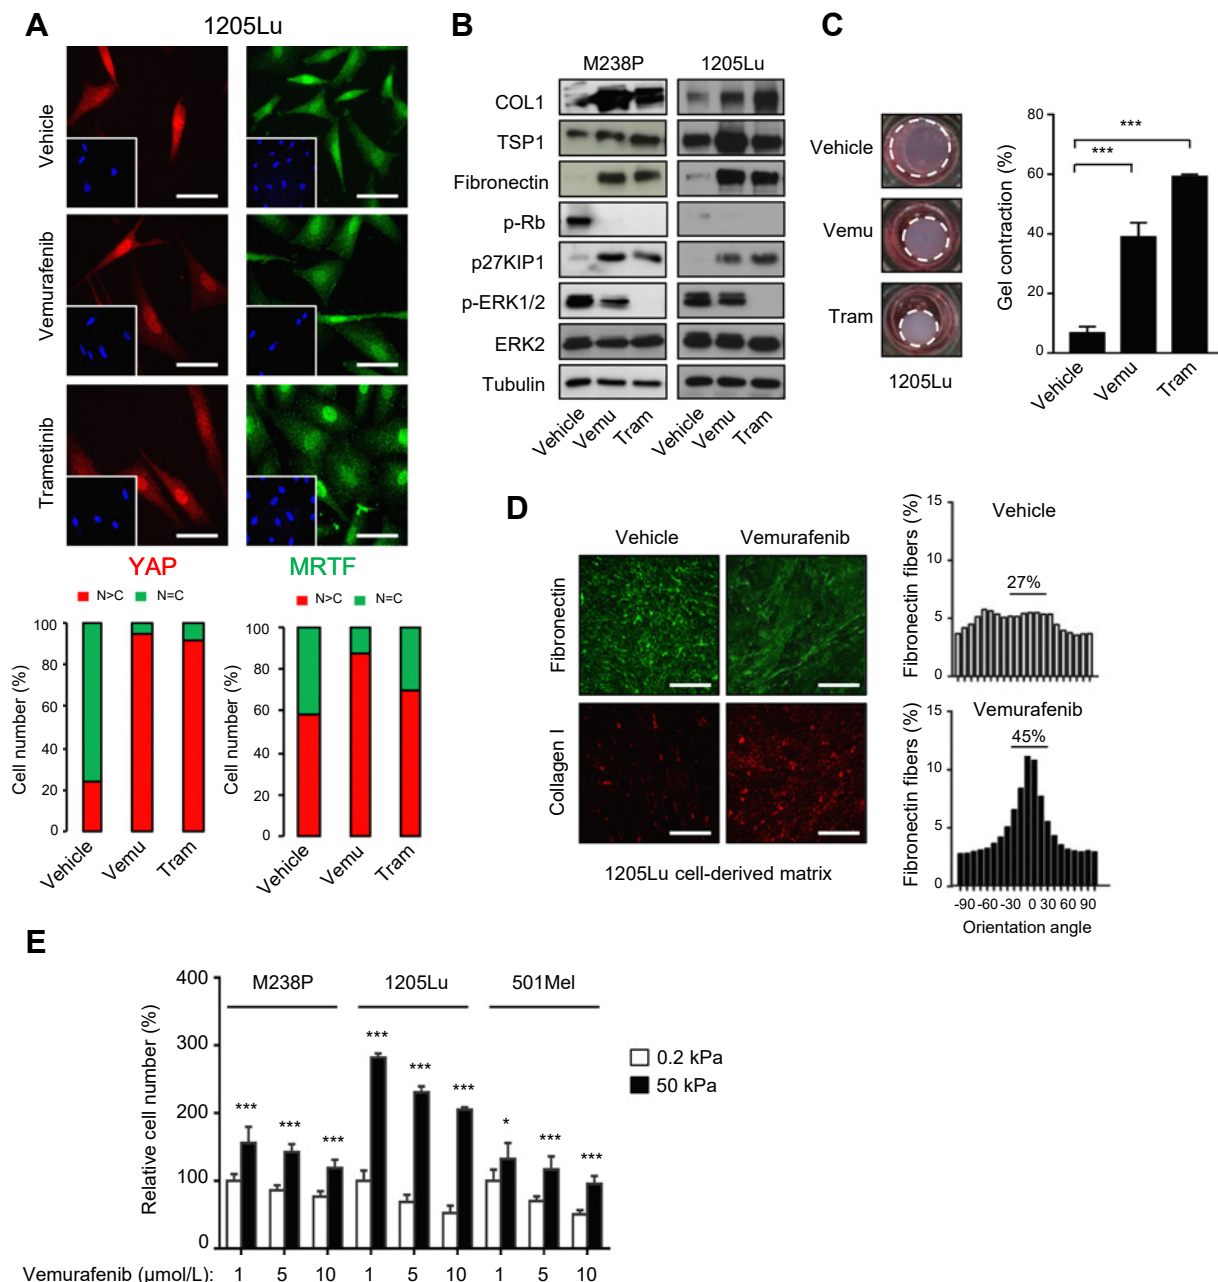 A
1205Lu
Vehicle
Vemurafenib
Trametinib
YAP
MRTF
N>C N=C
N>C N=C
Cell number (%)
100
80
60
40
20
0
Vehicle
Vemu
Tram
Cell number (%)
100
80
60
40
20
0
Vehicle
Vemu
Tram
B
M238P 1205Lu
COL1
TSP1
Fibronectin
p-Rb
p27KIP1
p-ERK1/2
ERK2
Tubulin
Vehicle
Vemu
Tram
Vehicle
Vemu
Tram
C
Vehicle
Vemu
Tram
1205Lu
Gel contraction (%)
80
60
40
20
0
***
***
Vehicle
Vemu
Tram
D
Vehicle Vemurafenib
Fibronectin
Collagen I
1205Lu cell-derived matrix
Fibronectin fibers (%)
15
10
5
0
Vehicle
27%
Fibronectin fibers (%)
15
10
5
0
Vemurafenib
45%
-90 -60 -30 0 30 60 90
Orientation angle
E
Relative cell number (%)
400
300
200
100
0
M238P 1205Lu 501Mel
*** *** *** *** *** *** * *** ***
0.2 kPa
50 kPa
Vemurafenib (μmol/L): 1 5 10 1 5 10 1 5 10